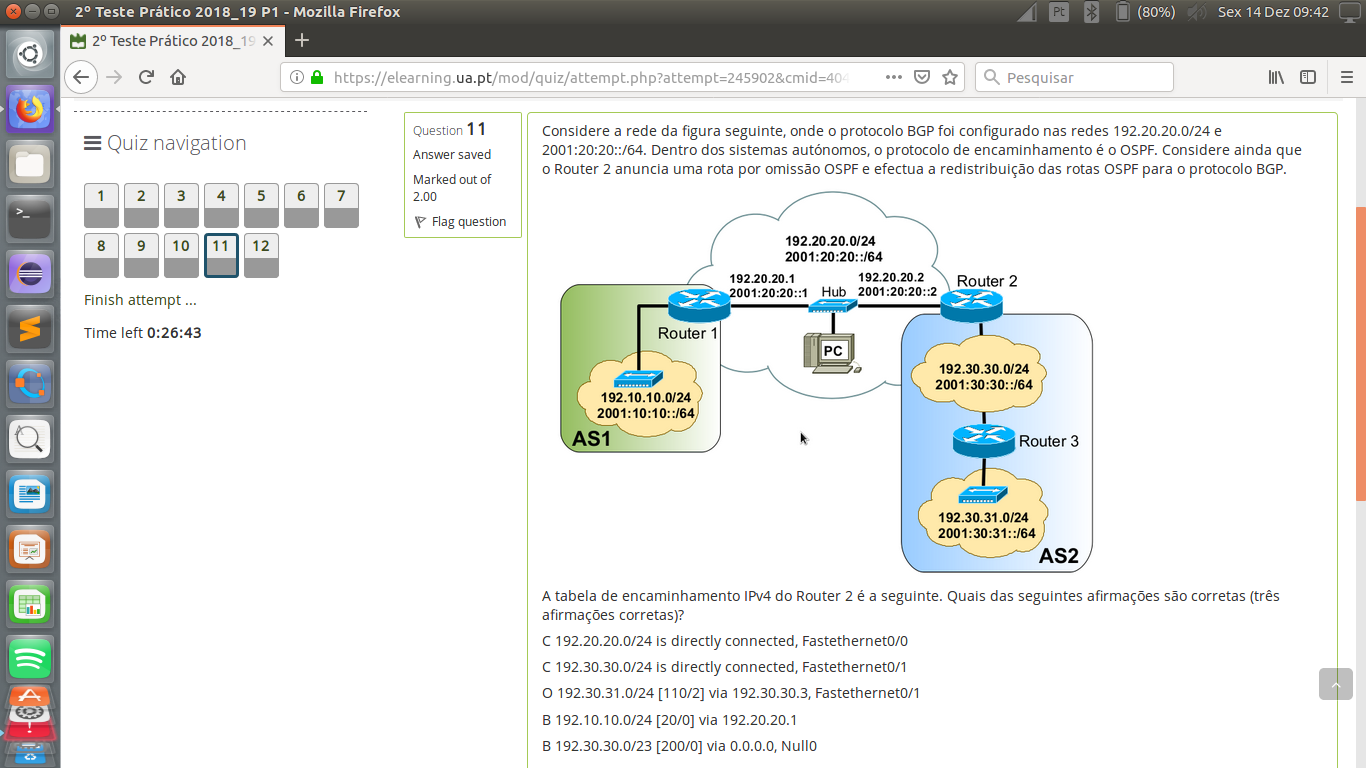 2º Teste Prático 2018_19 P1 - Mozilla Firefox
Pt
(80%)
Sex 14 Dez 09:42
2º Teste Prático 2018_19
https://elearning.ua.pt/mod/quiz/attempt.php?attempt=245902&cmid=404
Pesquisar
Quiz navigation
1 2 3 4 5 6 7
8 9 10 11 12
Finish attempt ...
Time left 0:26:43
Question 11
Answer saved
Marked out of
2.00
Flag question
Considere a rede da figura seguinte, onde o protocolo BGP foi configurado nas redes 192.20.20.0/24 e
2001:20:20::/64. Dentro dos sistemas autónomos, o protocolo de encaminhamento é o OSPF. Considere ainda que
o Router 2 anuncia uma rota por omissão OSPF e efectua a redistribuição das rotas OSPF para o protocolo BGP.
192.20.20.0/24
2001:20:20::/64
192.20.20.1
2001:20:20::1
Hub
192.20.20.2
2001:20:20::2
Router 2
Router 1
PC
192.10.10.0/24
2001:10:10::/64
AS1
192.30.30.0/24
2001:30:30::/64
Router 3
192.30.31.0/24
2001:30:31::/64
AS2
A tabela de encaminhamento IPv4 do Router 2 é a seguinte. Quais das seguintes afirmações são corretas (três
afirmações corretas)?
C 192.20.20.0/24 is directly connected, Fastethernet0/0
C 192.30.30.0/24 is directly connected, Fastethernet0/1
O 192.30.31.0/24 [110/2] via 192.30.30.3, Fastethernet0/1
B 192.10.10.0/24 [20/0] via 192.20.20.1
B 192.30.30.0/23 [200/0] via 0.0.0.0, Null0